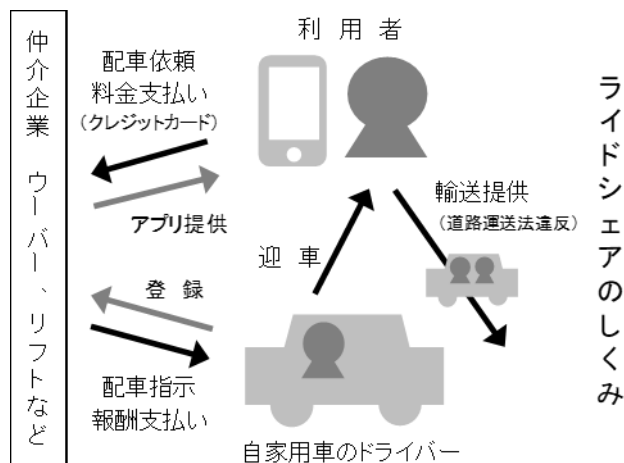 ライドシェアのしくみ
仲介企業 ウーバー、リフトなど
利用者
配車依頼
料金支払い
（クレジットカード）
アプリ提供
登録
配車指示
報酬支払い
迎車
輸送提供
（道路運送法違反）
自家用車のドライバー